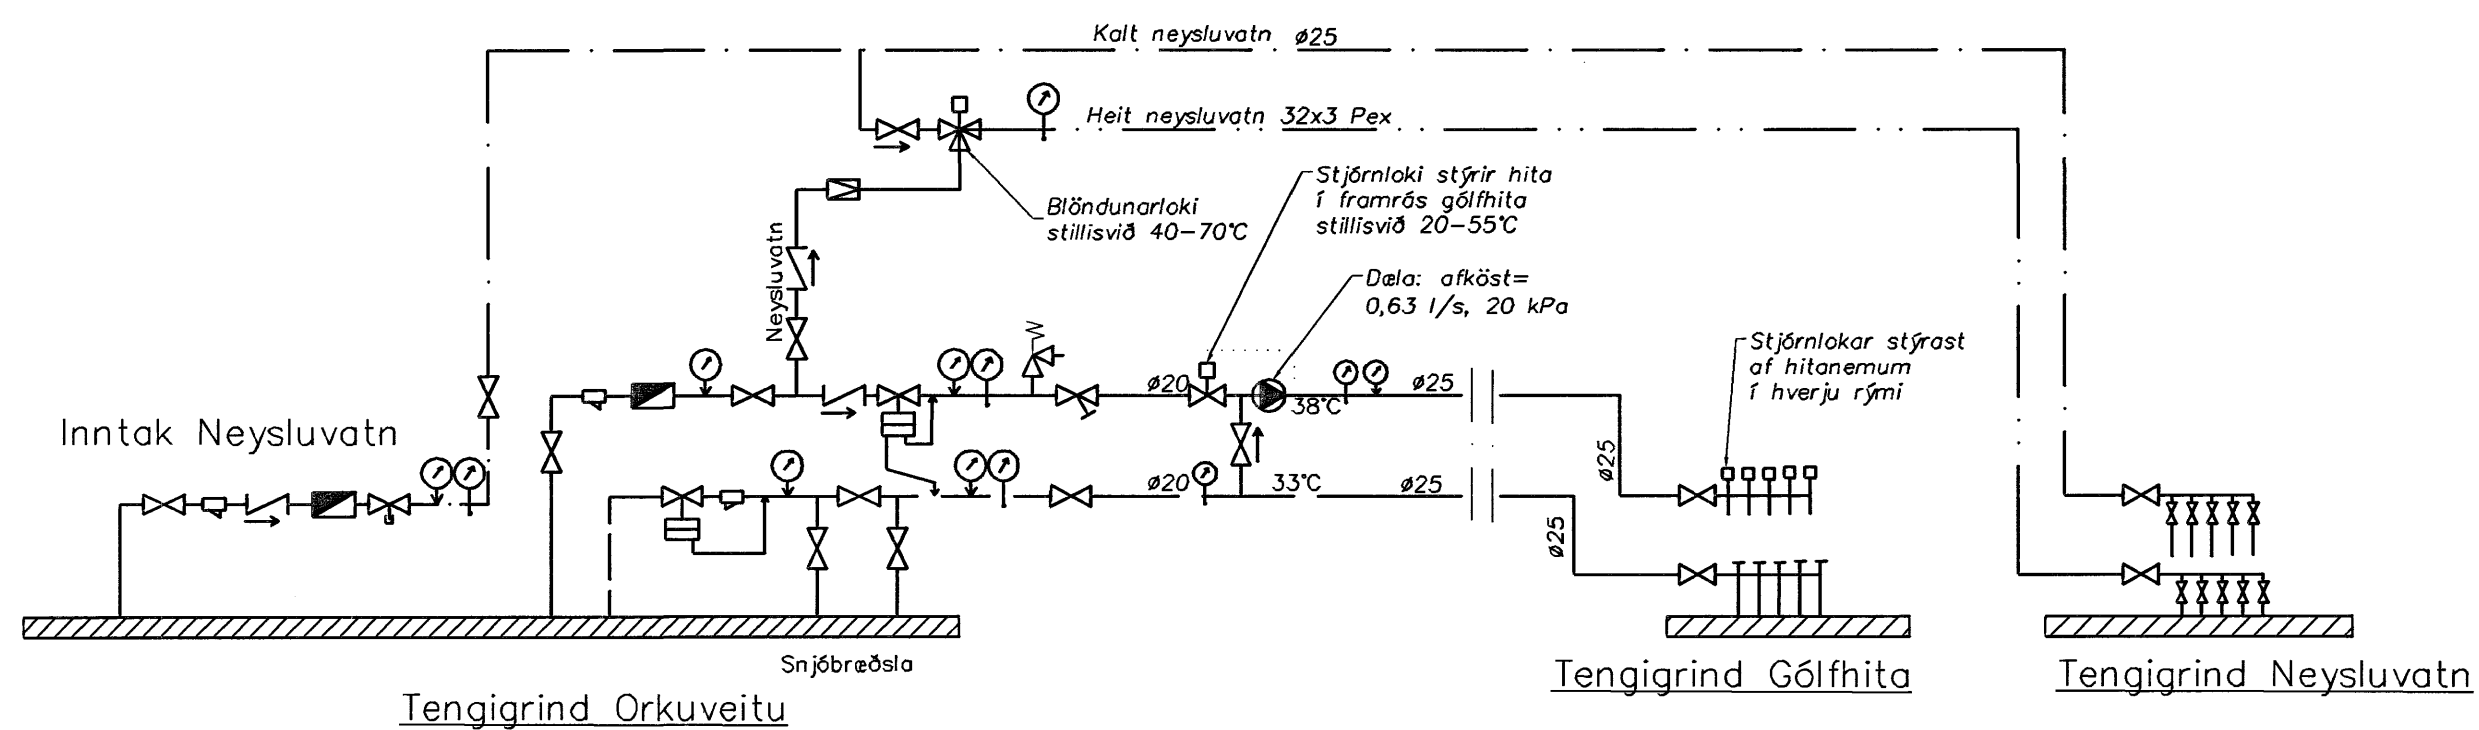 Kalt neysluvatn ø25
Heit neysluvatn 32x3 Pex
Stjórnloki stýrir hita
í framrás gólfhita
stillisvið 20-55°C
Blöndunarloki
stillisvið 40-70°C
Neysluvatn
Dæla: afköst=
0,63 l/s, 20 kPa
Stjórnlokar stýrast
af hitanemum
í hverju rými
ø20
38°C
ø25
Inntak Neysluvatn
ø25
ø20
33°C
ø25
ø25
Snjóbræðsla
Tengigrind Orkuveitu
Tengigrind Gólfhita
Tengigrind Neysluvatn